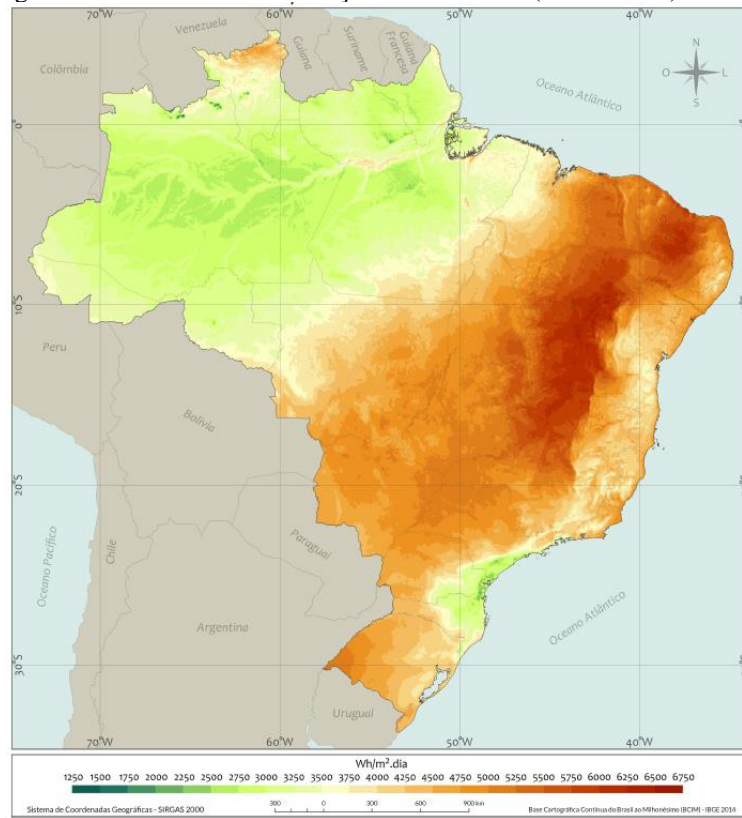 Venezuela
Colômbia
Guiana
Suriname
Guiana
Francesa
Oceano Atlântico
N
O
L
S
70°W
60°W
50°W
40°W
0°
10°S
20°S
30°S
Peru
Bolívia
Chile
Paraguai
Argentina
Uruguai
Oceano Pacífico
Oceano Atlântico
70°W
60°W
50°W
40°W
Wh/m².dia
1250 1500 1750 2000 2250 2500 2750 3000 3500 3750 4000 4250 4500 4750 5000 5250 5500 5750 6000 6250 6500 6750
Sistema de Coordenadas Geográficas - SIRGAS 2000
300 0 300 600 900 km
Base Cartográfica Contínua do Brasil ao Milhonésimo (BCIM) - IBGE 2014